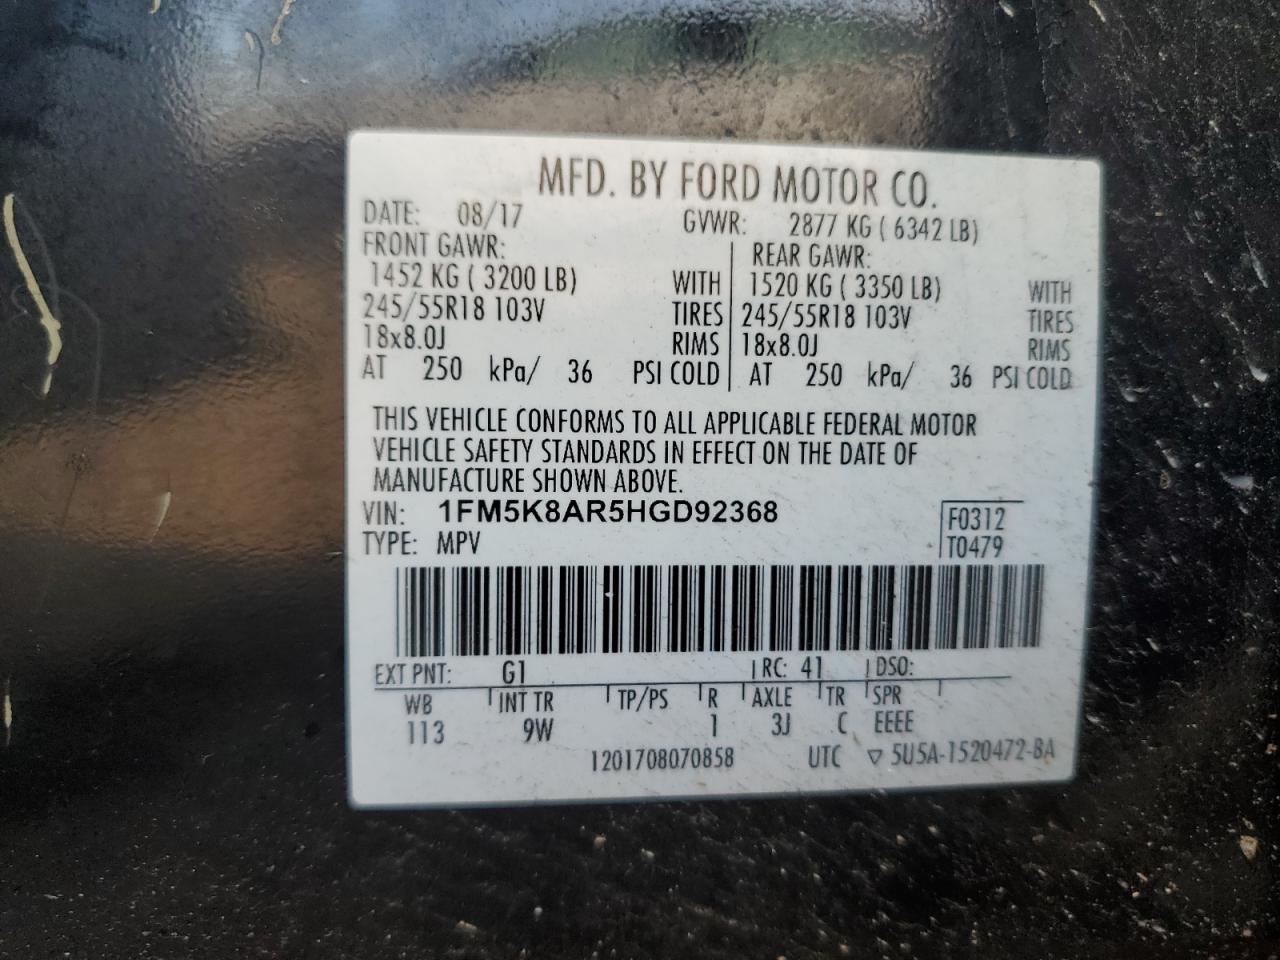 MFD. BY FORD MOTOR CO.
DATE: 08/17 GVWR: 2877 KG ( 6342 LB)
FRONT GAWR: REAR GAWR:
1452 KG ( 3200 LB) WITH 1520 KG ( 3350 LB) WITH
245/55R18 103V TIRES 245/55R18 103V TIRES
18x8.0J RIMS 18x8.0J RIMS
AT 250 kPa/ 36 PSI COLD AT 250 kPa/ 36 PSI COLD
THIS VEHICLE CONFORMS TO ALL APPLICABLE FEDERAL MOTOR
VEHICLE SAFETY STANDARDS IN EFFECT ON THE DATE OF
MANUFACTURE SHOWN ABOVE.
VIN: 1FM5K8AR5HGD92368 F0312
TYPE: MPV T0479
EXT PNT: G1 RC: 41 DSO:
WB INT TR TP/PS R AXLE TR SPR
113 9W 1 3J C EEEE
1201708070858 UTC ▽ 5U5A-1520472-BA